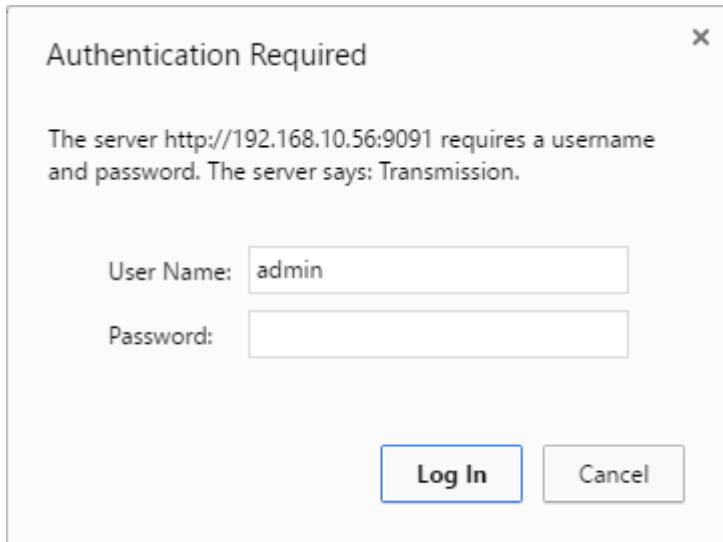 Authentication Required
The server http://192.168.10.56:9091 requires a username
and password. The server says: Transmission.
User Name: admin
Password:
Log In Cancel